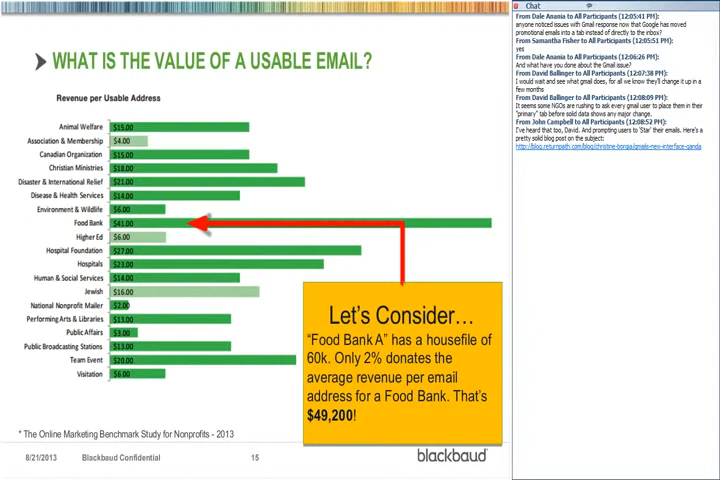 WHAT IS THE VALUE OF A USABLE EMAIL?
Revenue per Usable Address
Animal Welfare $15.00
Association & Membership $4.00
Canadian Organization $15.00
Christian Ministries $18.00
Disaster & International Relief $21.00
Disease & Health Services $14.00
Environment & Wildlife $6.00
Food Bank $41.00
Higher Ed $6.00
Hospital Foundation $27.00
Hospitals $23.00
Human & Social Services $14.00
Jewish $16.00
National Nonprofit Mailer $2.00
Performing Arts & Libraries $13.00
Public Affairs $3.00
Public Broadcasting Stations $13.00
Team Event $20.00
Visitation $6.00
Let's Consider…
"Food Bank A" has a housefile of
60k. Only 2% donates the
average revenue per email
address for a Food Bank. That's
$49,200!
* The Online Marketing Benchmark Study for Nonprofits - 2013
8/21/2013 Blackbaud Confidential 15
blackbaud
Chat
From Dale Anania to All Participants (12:05:41 PM):
anyone noticed issues with Gmail response now that Google has moved
promotional emails into a tab instead of directly to the inbox?
From Samantha Fisher to All Participants (12:05:51 PM):
yes
From Dale Anania to All Participants (12:06:26 PM):
And what have you done about the Gmail issue?
From David Ballinger to All Participants (12:07:38 PM):
I would wait and see what gmail does, for all we know they'll change it up in a
few months
From David Ballinger to All Participants (12:08:09 PM):
It seems some NGOs are rushing to ask every gmail user to place them in their
"primary" tab before solid data shows any major change.
From John Campbell to All Participants (12:08:52 PM):
I've heard that too, David. And prompting users to 'Star' their emails. Here's a
pretty solid blog post on the subject: